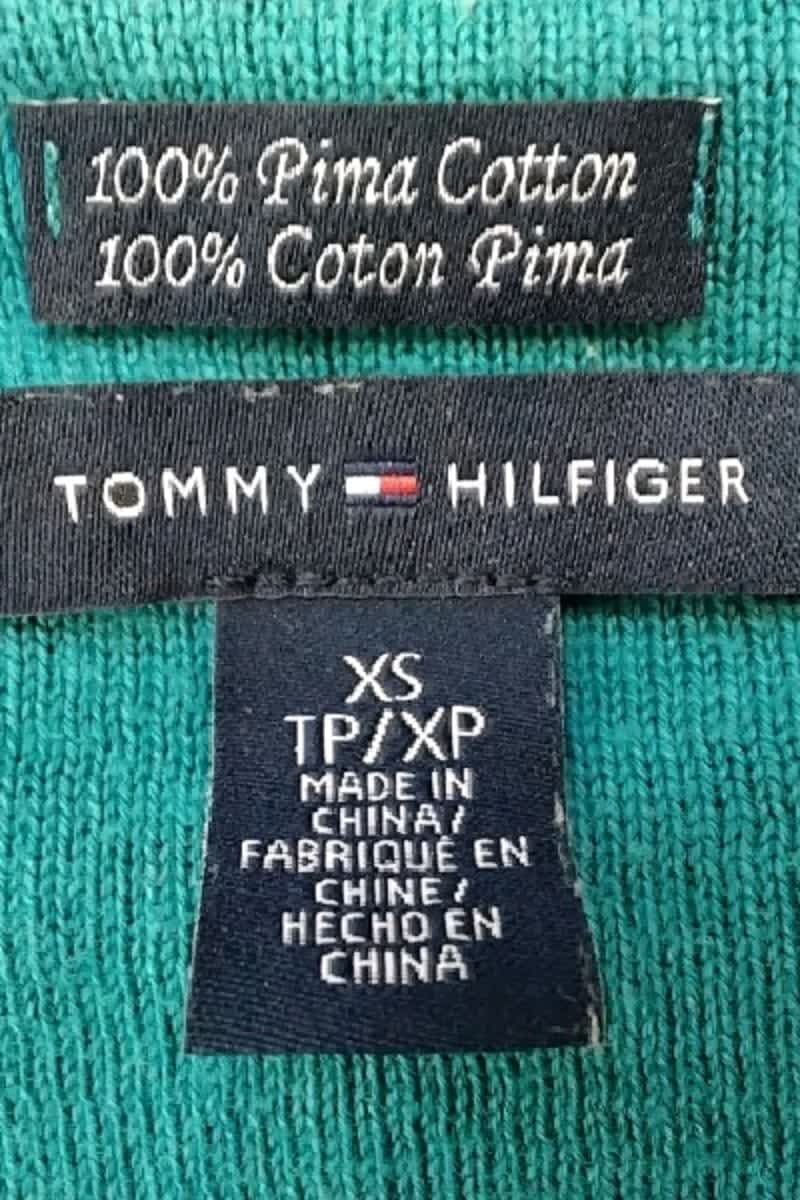 100% Pima Cotton
100% Coton Pima
TOMMY HILFIGER
XS
TP/XP
MADE IN
CHINA/
FABRIQUÉ EN
CHINE/
HECHO EN
CHINA